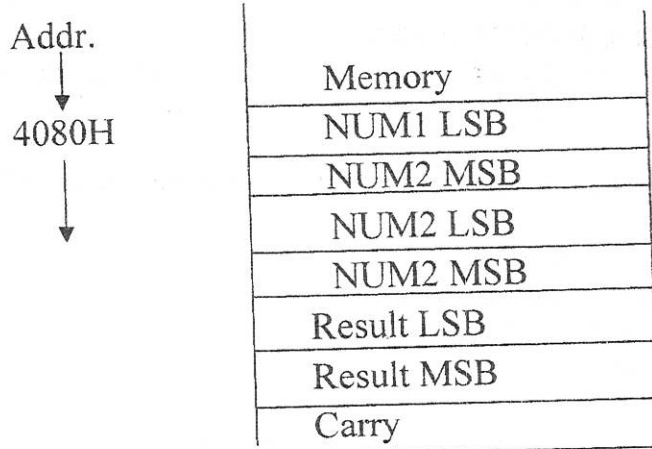 Addr.
Memory
4080H
NUM1 LSB
NUM2 MSB
NUM2 LSB
NUM2 MSB
Result LSB
Result MSB
Carry